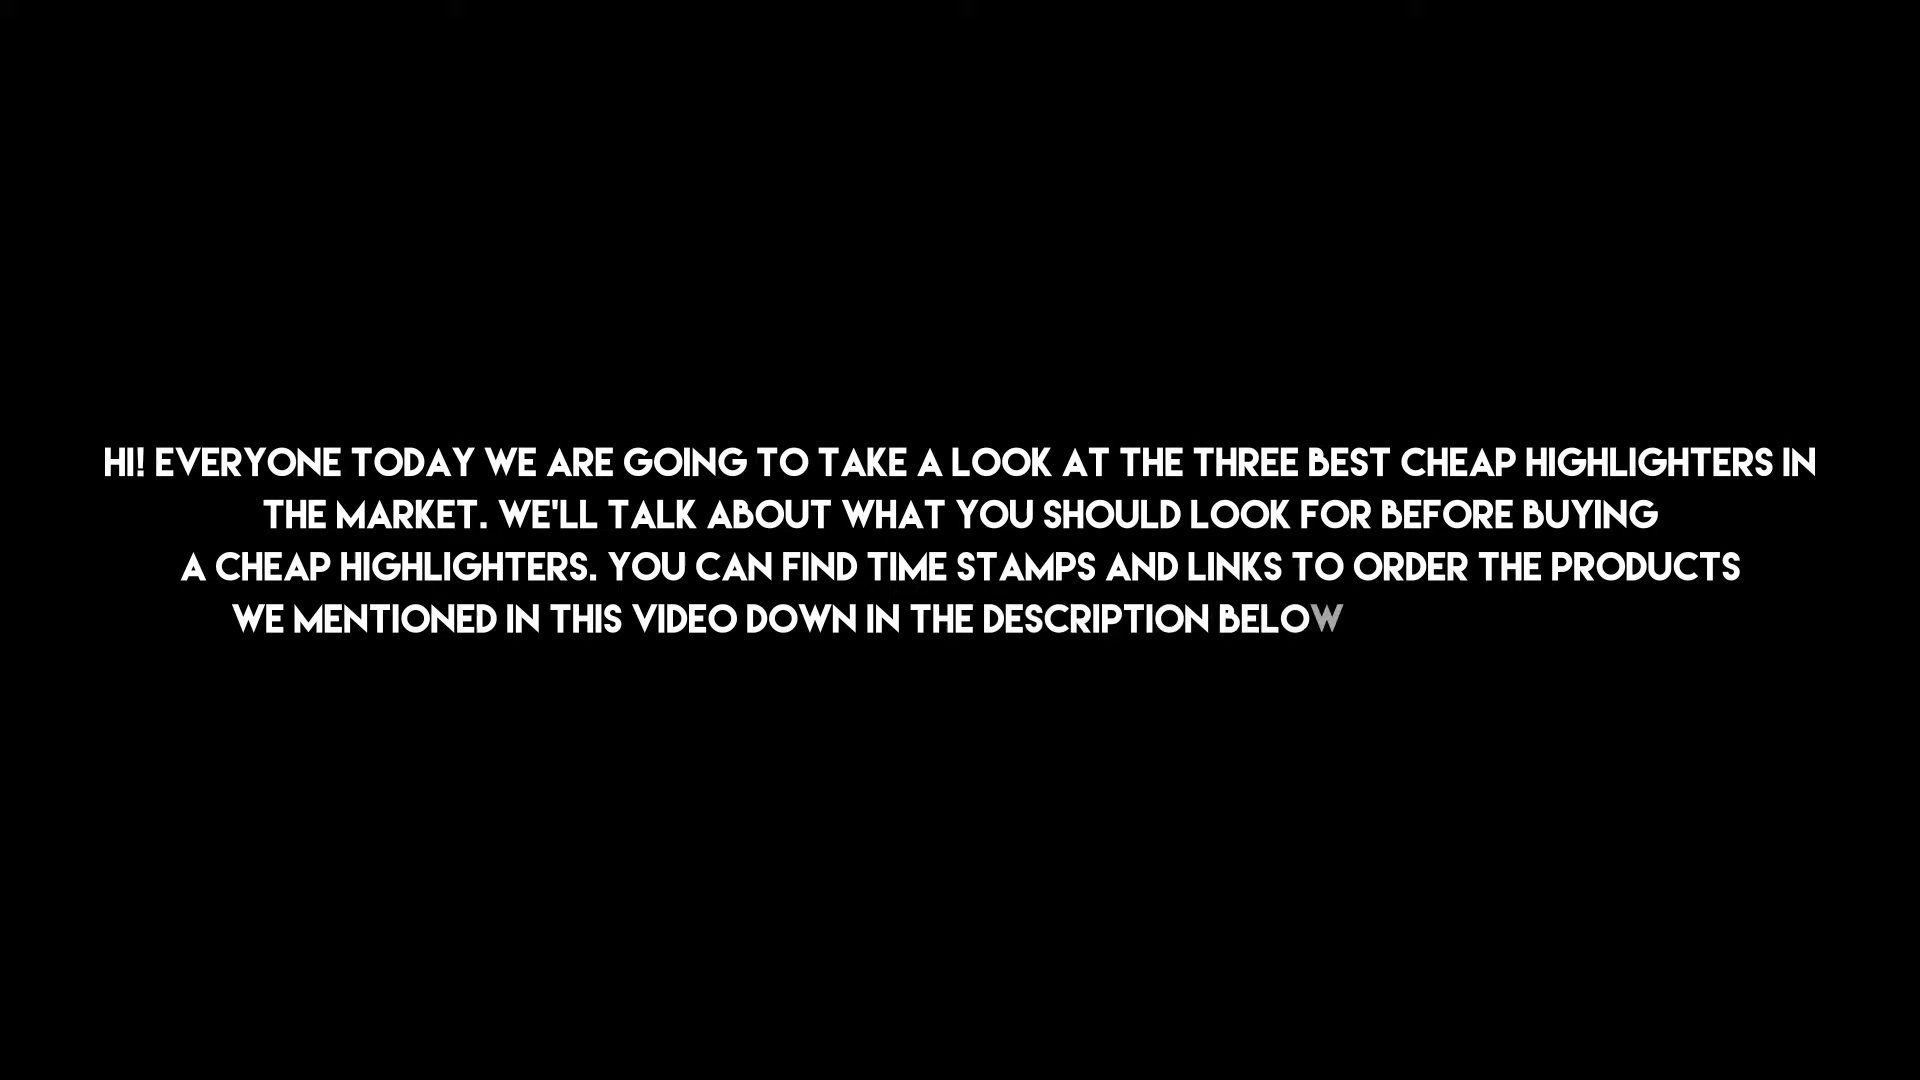 HI! EVERYONE TODAY WE ARE GOING TO TAKE A LOOK AT THE THREE BEST CHEAP HIGHLIGHTERS IN
THE MARKET. WE'LL TALK ABOUT WHAT YOU SHOULD LOOK FOR BEFORE BUYING
A CHEAP HIGHLIGHTERS. YOU CAN FIND TIME STAMPS AND LINKS TO ORDER THE PRODUCTS
WE MENTIONED IN THIS VIDEO DOWN IN THE DESCRIPTION BELOW